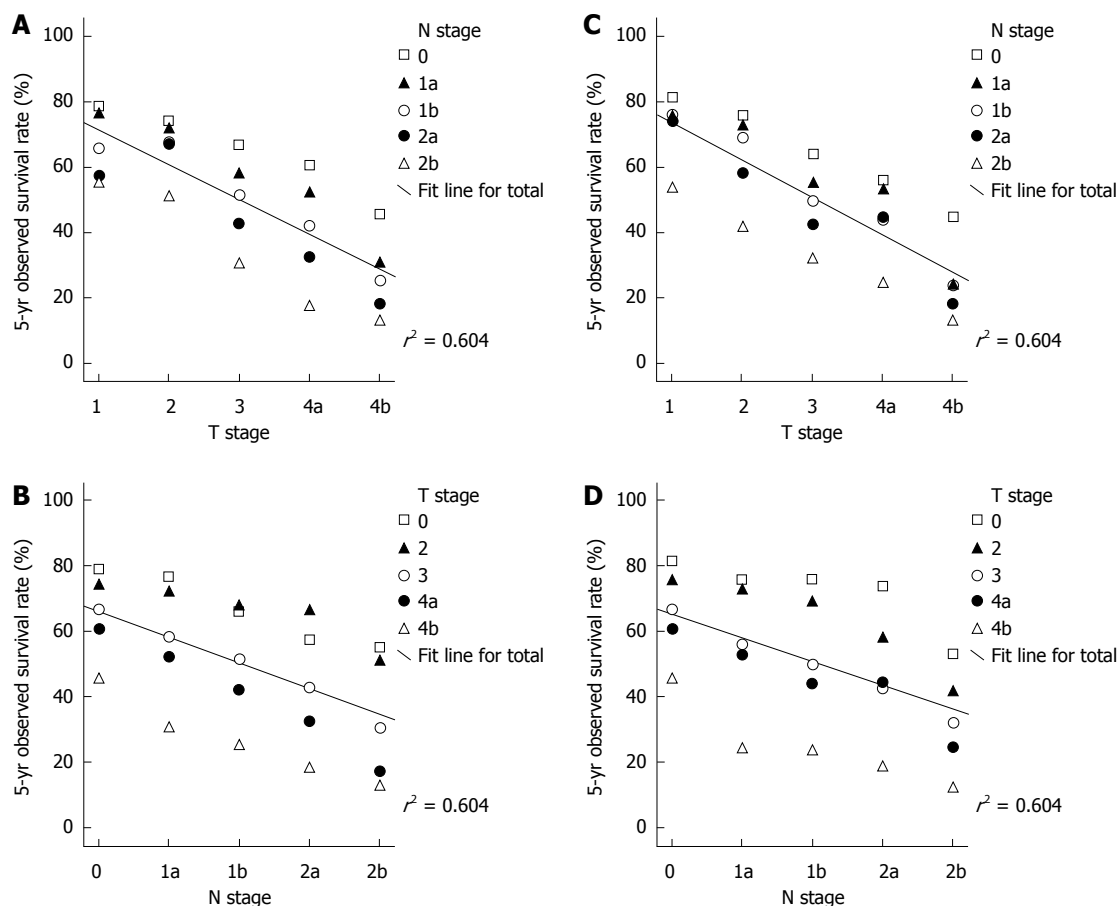 A
5-yr observed survival rate (%)
100
80
60
40
20
0
1 2 3 4a 4b
T stage
N stage
0
1a
1b
2a
2b
Fit line for total
r² = 0.604
C
5-yr observed survival rate (%)
100
80
60
40
20
0
1 2 3 4a 4b
T stage
N stage
0
1a
1b
2a
2b
Fit line for total
r² = 0.604
B
5-yr observed survival rate (%)
100
80
60
40
20
0
0 1a 1b 2a 2b
N stage
T stage
0
2
3
4a
4b
Fit line for total
r² = 0.604
D
5-yr observed survival rate (%)
100
80
60
40
20
0
0 1a 1b 2a 2b
N stage
T stage
0
2
3
4a
4b
Fit line for total
r² = 0.604